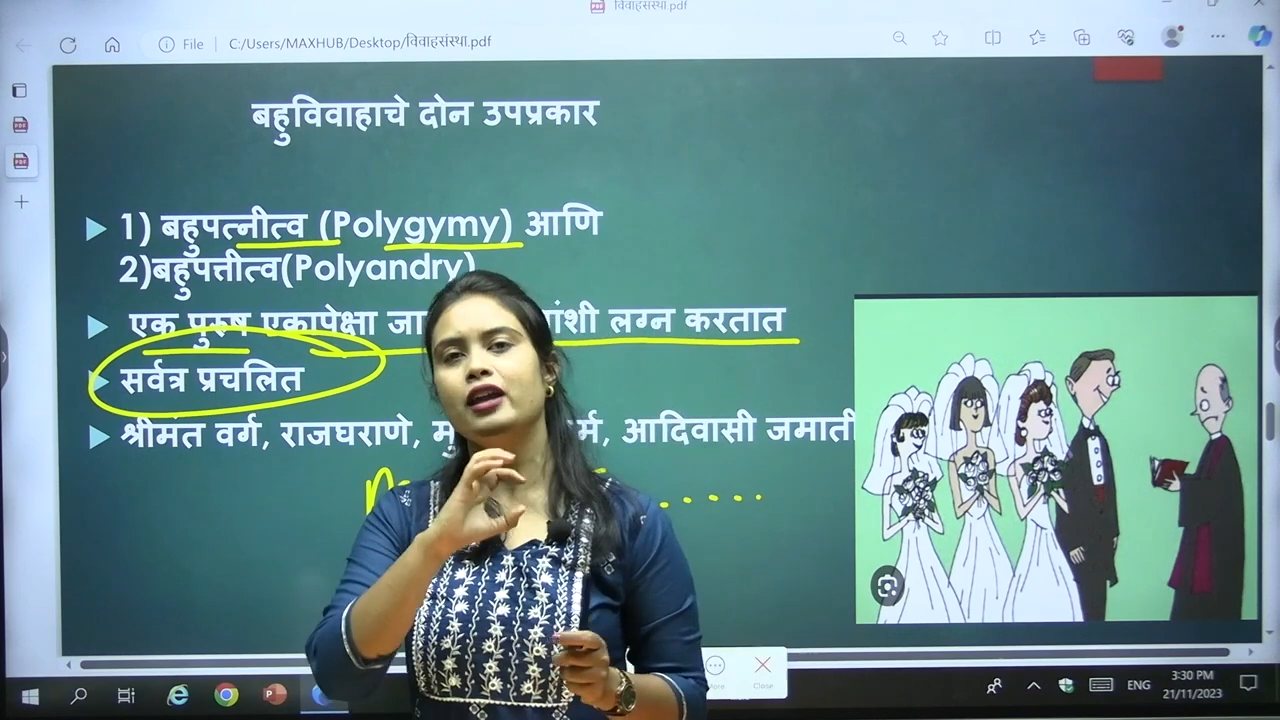 विवाहसंस्था.pdf
File | C:/Users/MAXHUB/Desktop/विवाहसंस्था.pdf
बहुविवाहाचे दोन उपप्रकार
1) बहुपत्नीत्व (Polygymy) आणि
2)बहुपत्तीत्व(Polyandry)
एक पुरुष एकापेक्षा लग्न करतात
सर्वत्र प्रचलित
श्रीमंत वर्ग, राजघराणे, आदिवासी जमाती
More Close
ENG 3:30 PM
21/11/2023